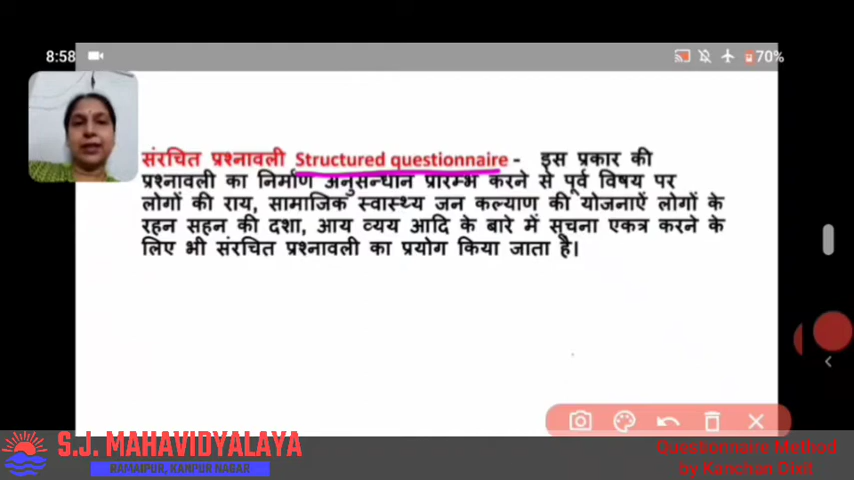 8:58
70%
संरचित प्रश्नावली Structured questionnaire - इस प्रकार की
प्रश्नावली का निर्माण अनुसन्धान प्रारम्भ करने से पूर्व विषय पर
लोगों की राय, सामाजिक स्वास्थ्य जन कल्याण की योजनाऐं लोगों के
रहन सहन की दशा, आय व्यय आदि के बारे में सूचना एकत्र करने के
लिए भी संरचित प्रश्नावली का प्रयोग किया जाता है।
S.J. MAHAVIDYALAYA
RAMAIPUR, KANPUR NAGAR
Questionnaire Method
by Kanchan Dixit